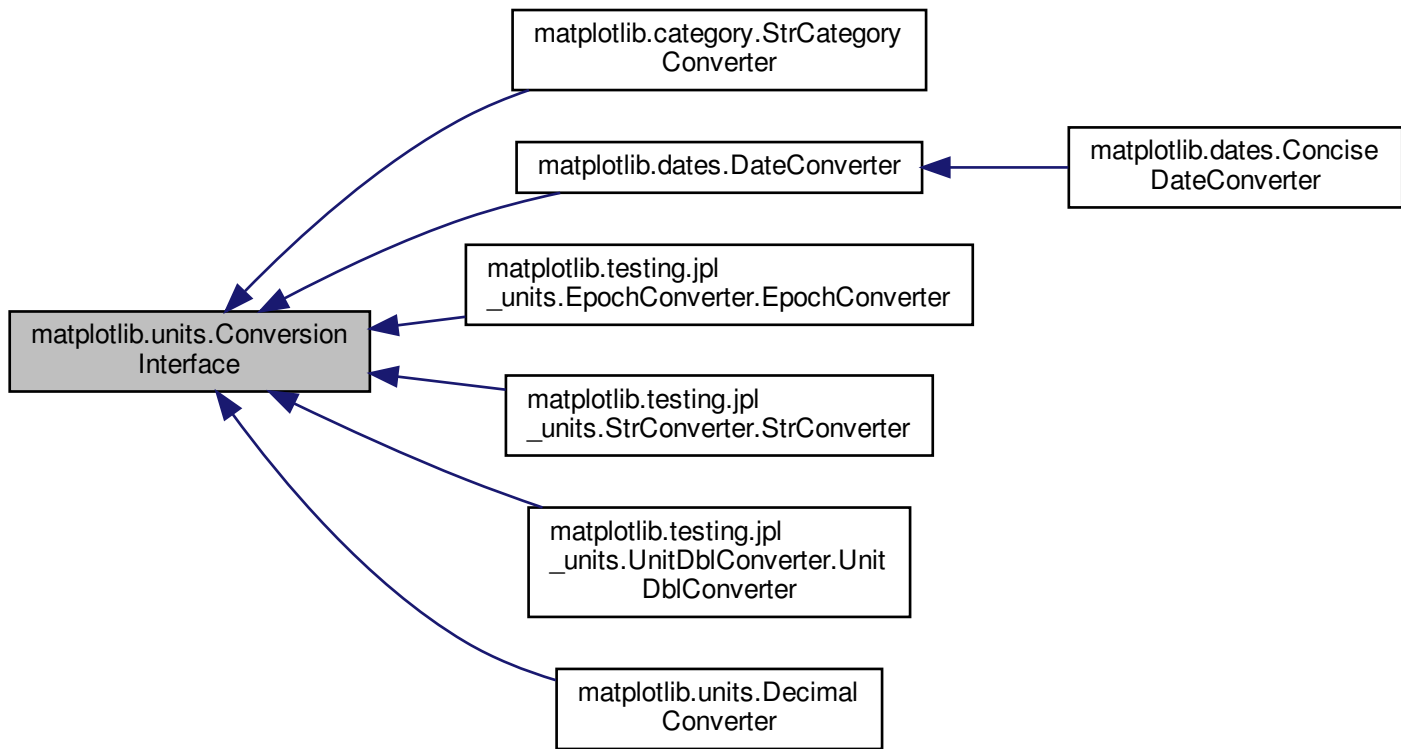 matplotlib.category.StrCategory
Converter
matplotlib.dates.DateConverter
matplotlib.dates.Concise
DateConverter
matplotlib.testing.jpl
_units.EpochConverter.EpochConverter
matplotlib.units.Conversion
Interface
matplotlib.testing.jpl
_units.StrConverter.StrConverter
matplotlib.testing.jpl
_units.UnitDblConverter.Unit
DblConverter
matplotlib.units.Decimal
Converter